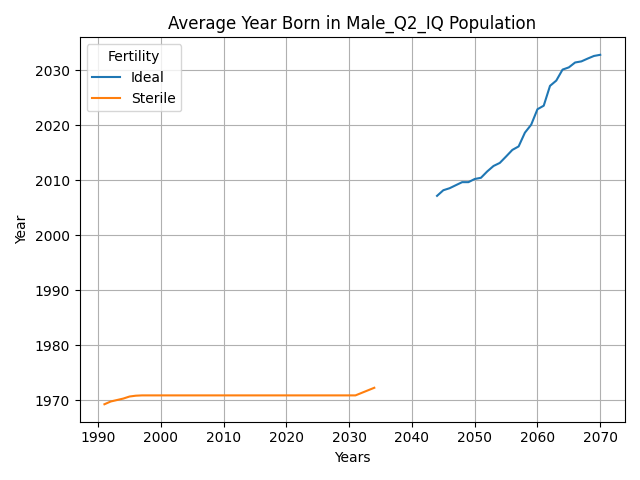 Average Year Born in Male_Q2_IQ Population
Fertility
Ideal
Sterile
Year
2030
2020
2010
2000
1990
1980
1970
1990 2000 2010 2020 2030 2040 2050 2060 2070
Years